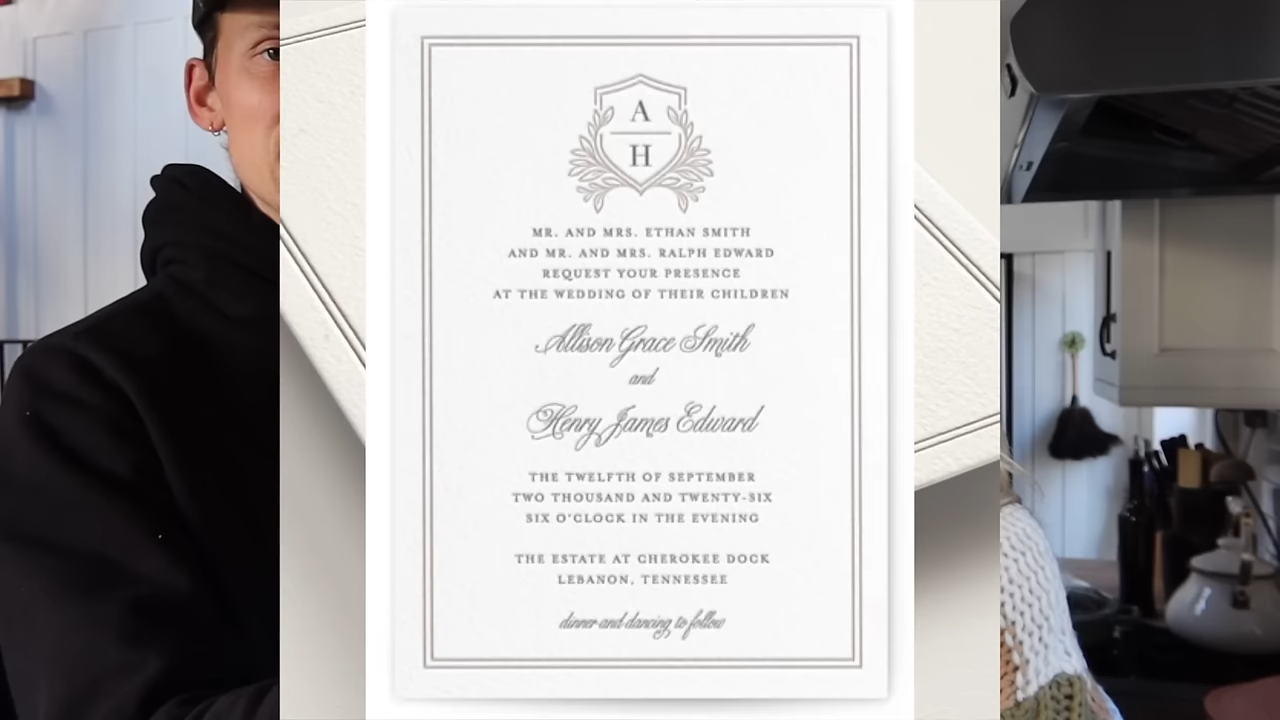 A
H
MR. AND MRS. ETHAN SMITH
AND MR. AND MRS. RALPH EDWARD
REQUEST YOUR PRESENCE
AT THE WEDDING OF THEIR CHILDREN
Allison Grace Smith
and
Henry James Edward
THE TWELFTH OF SEPTEMBER
TWO THOUSAND AND TWENTY-SIX
SIX O'CLOCK IN THE EVENING
THE ESTATE AT CHEROKEE DOCK
LEBANON, TENNESSEE
dinner and dancing to follow